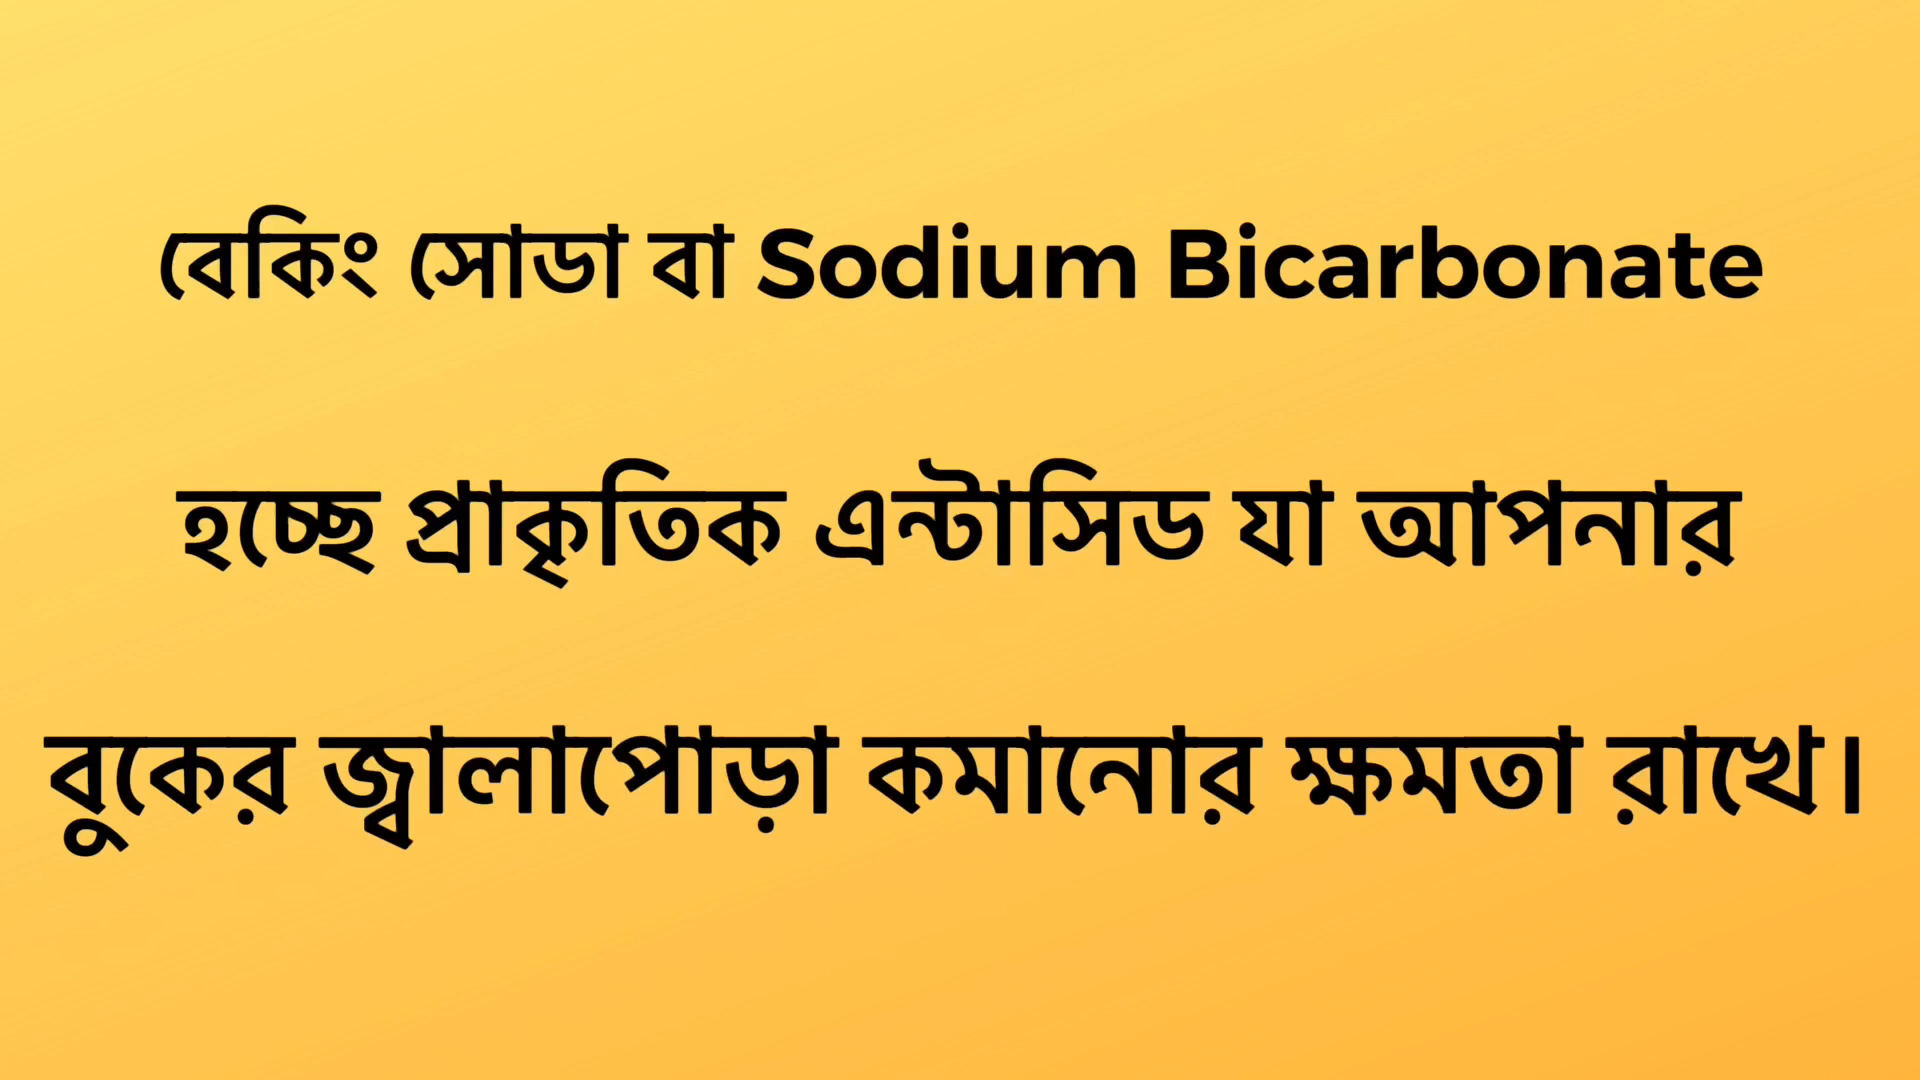 বেকিং সোডা বা Sodium Bicarbonate
হচ্ছে প্রাকৃতিক এন্টাসিড যা আপনার
বুকের জ্বালাপোড়া কমানোর ক্ষমতা রাখে।